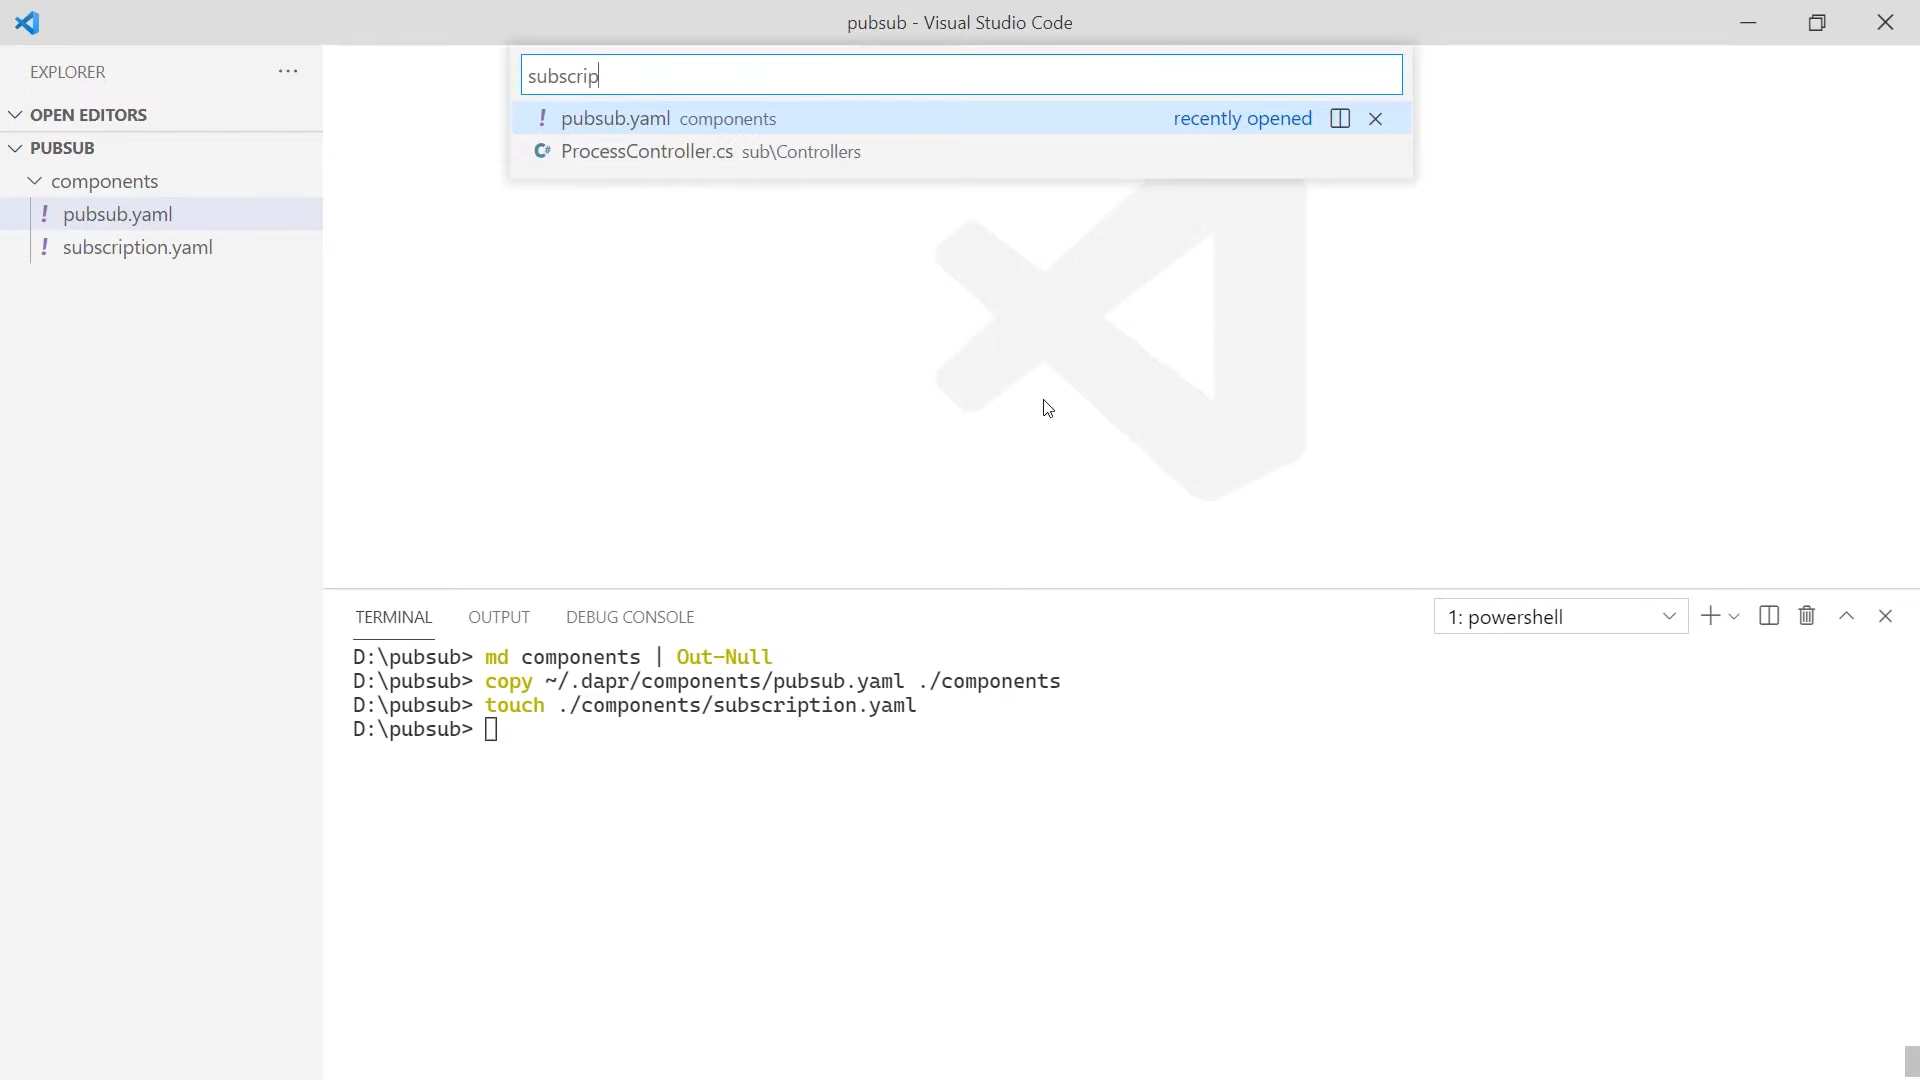 pubsub - Visual Studio Code
EXPLORER
OPEN EDITORS
PUBSUB
components
pubsub.yaml
subscription.yaml
subscrip
pubsub.yaml components recently opened
ProcessController.cs sub\Controllers
TERMINAL OUTPUT DEBUG CONSOLE 1: powershell
D:\pubsub> md components | Out-Null
D:\pubsub> copy ~/.dapr/components/pubsub.yaml ./components
D:\pubsub> touch ./components/subscription.yaml
D:\pubsub>